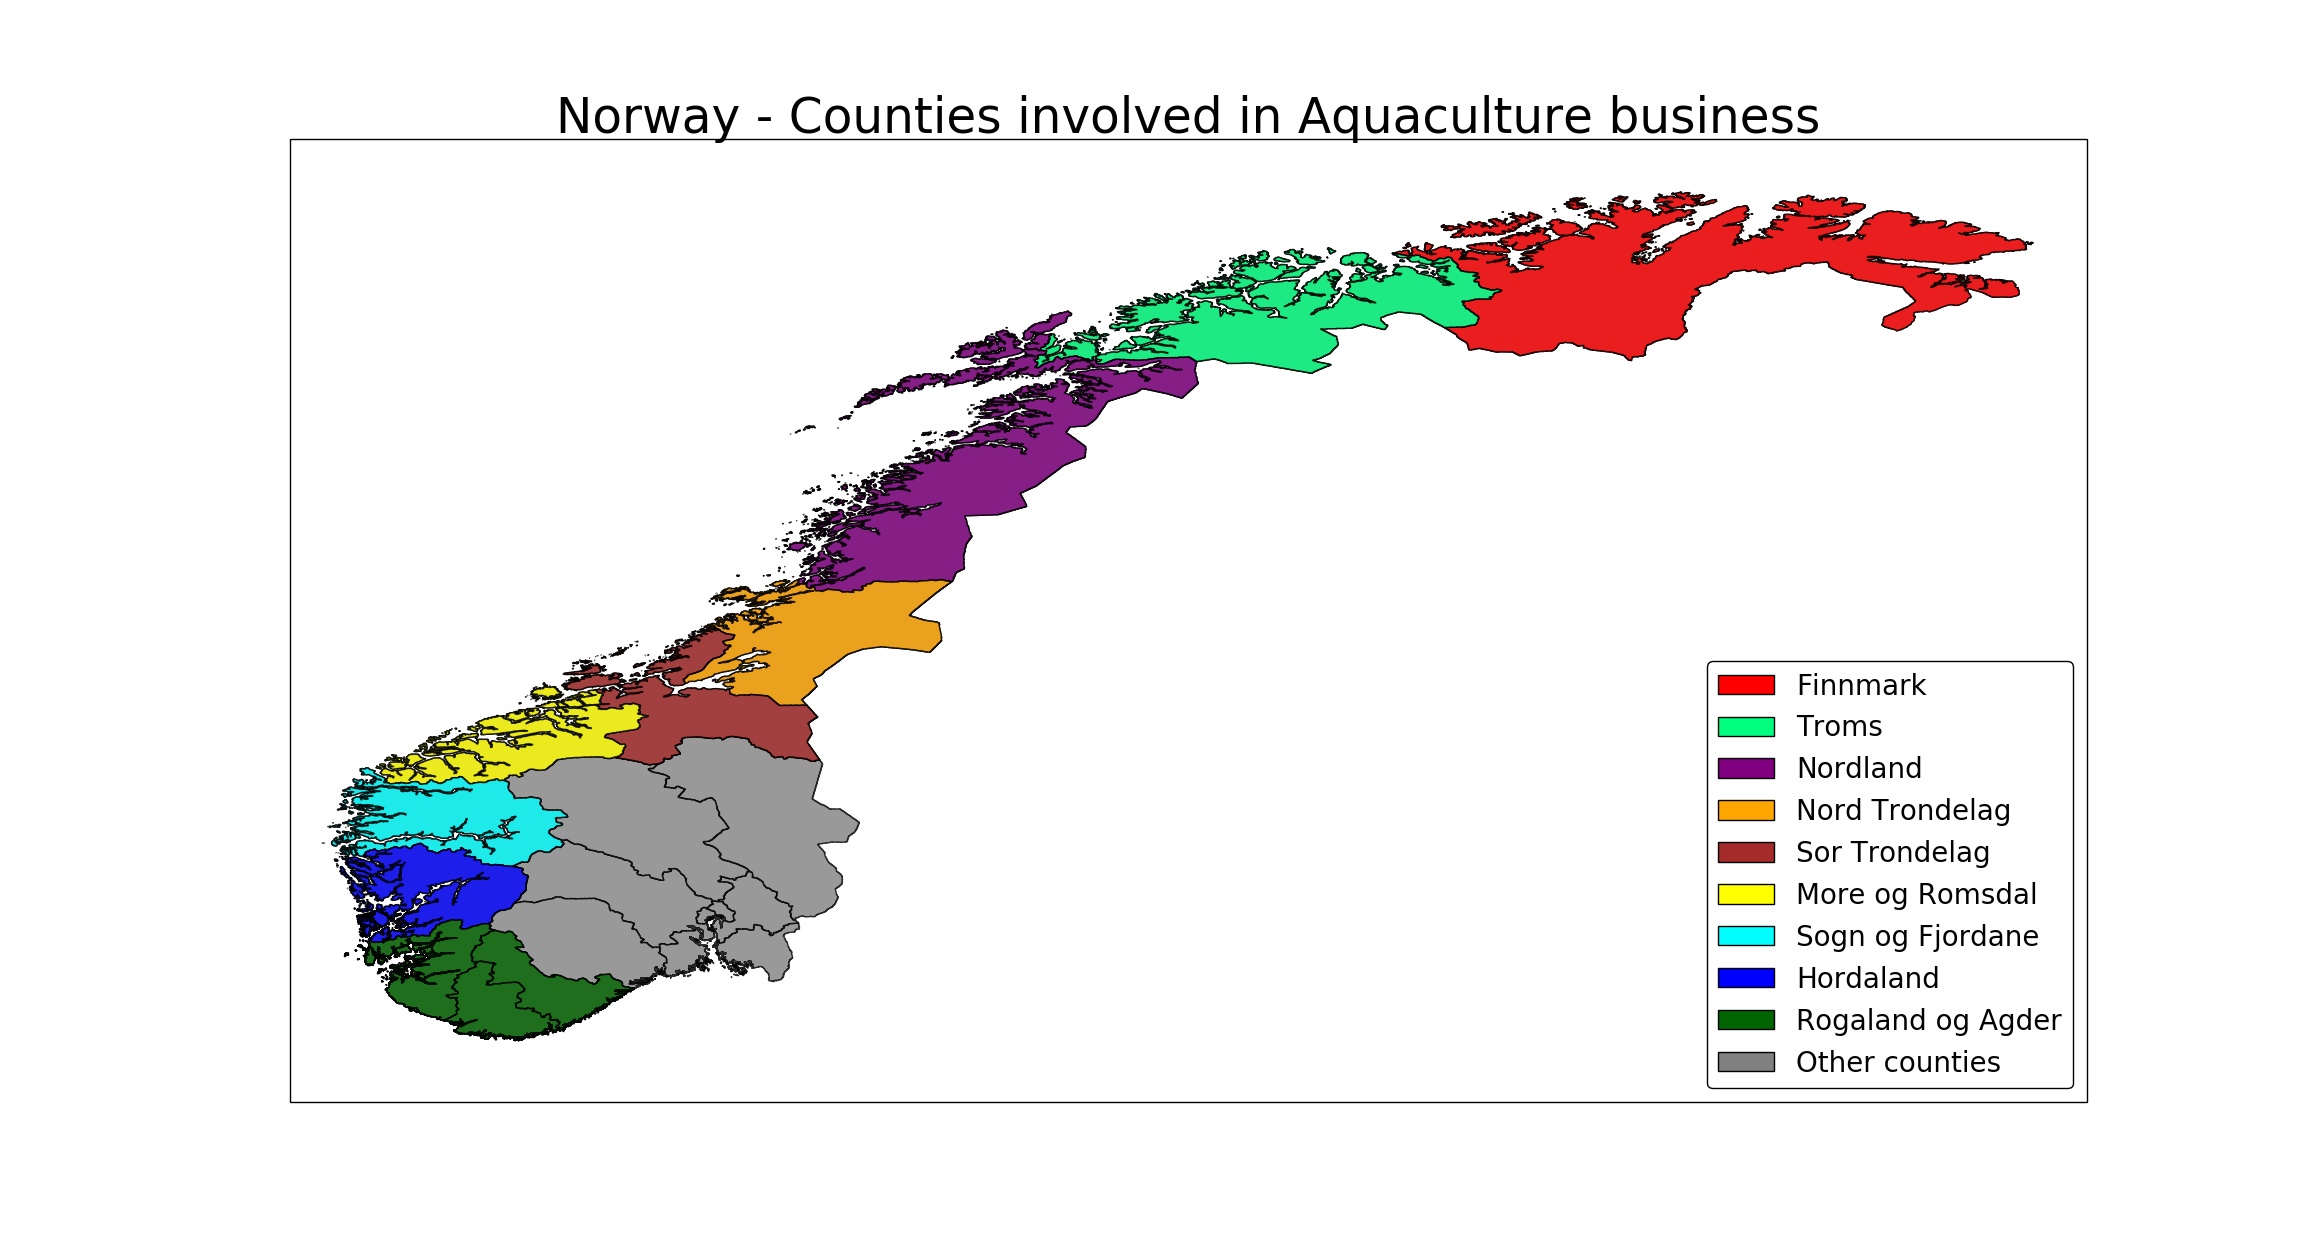 Norway - Counties involved in Aquaculture business
Finnmark
Troms
Nordland
Nord Trondelag
Sor Trondelag
More og Romsdal
Sogn og Fjordane
Hordaland
Rogaland og Agder
Other counties